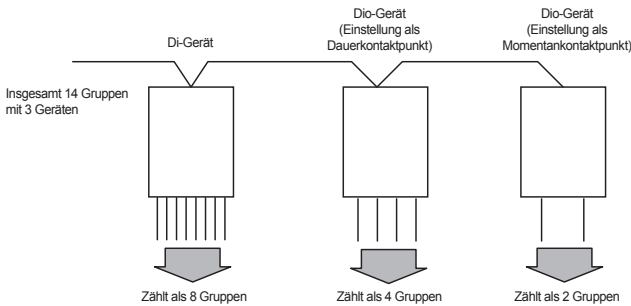 Di-Gerät
Dio-Gerät
(Einstellung als
Dauerkontaktpunkt)
Dio-Gerät
(Einstellung als
Momentankontaktpunkt)
Insgesamt 14 Gruppen
mit 3 Geräten
Zählt als 8 Gruppen
Zählt als 4 Gruppen
Zählt als 2 Gruppen